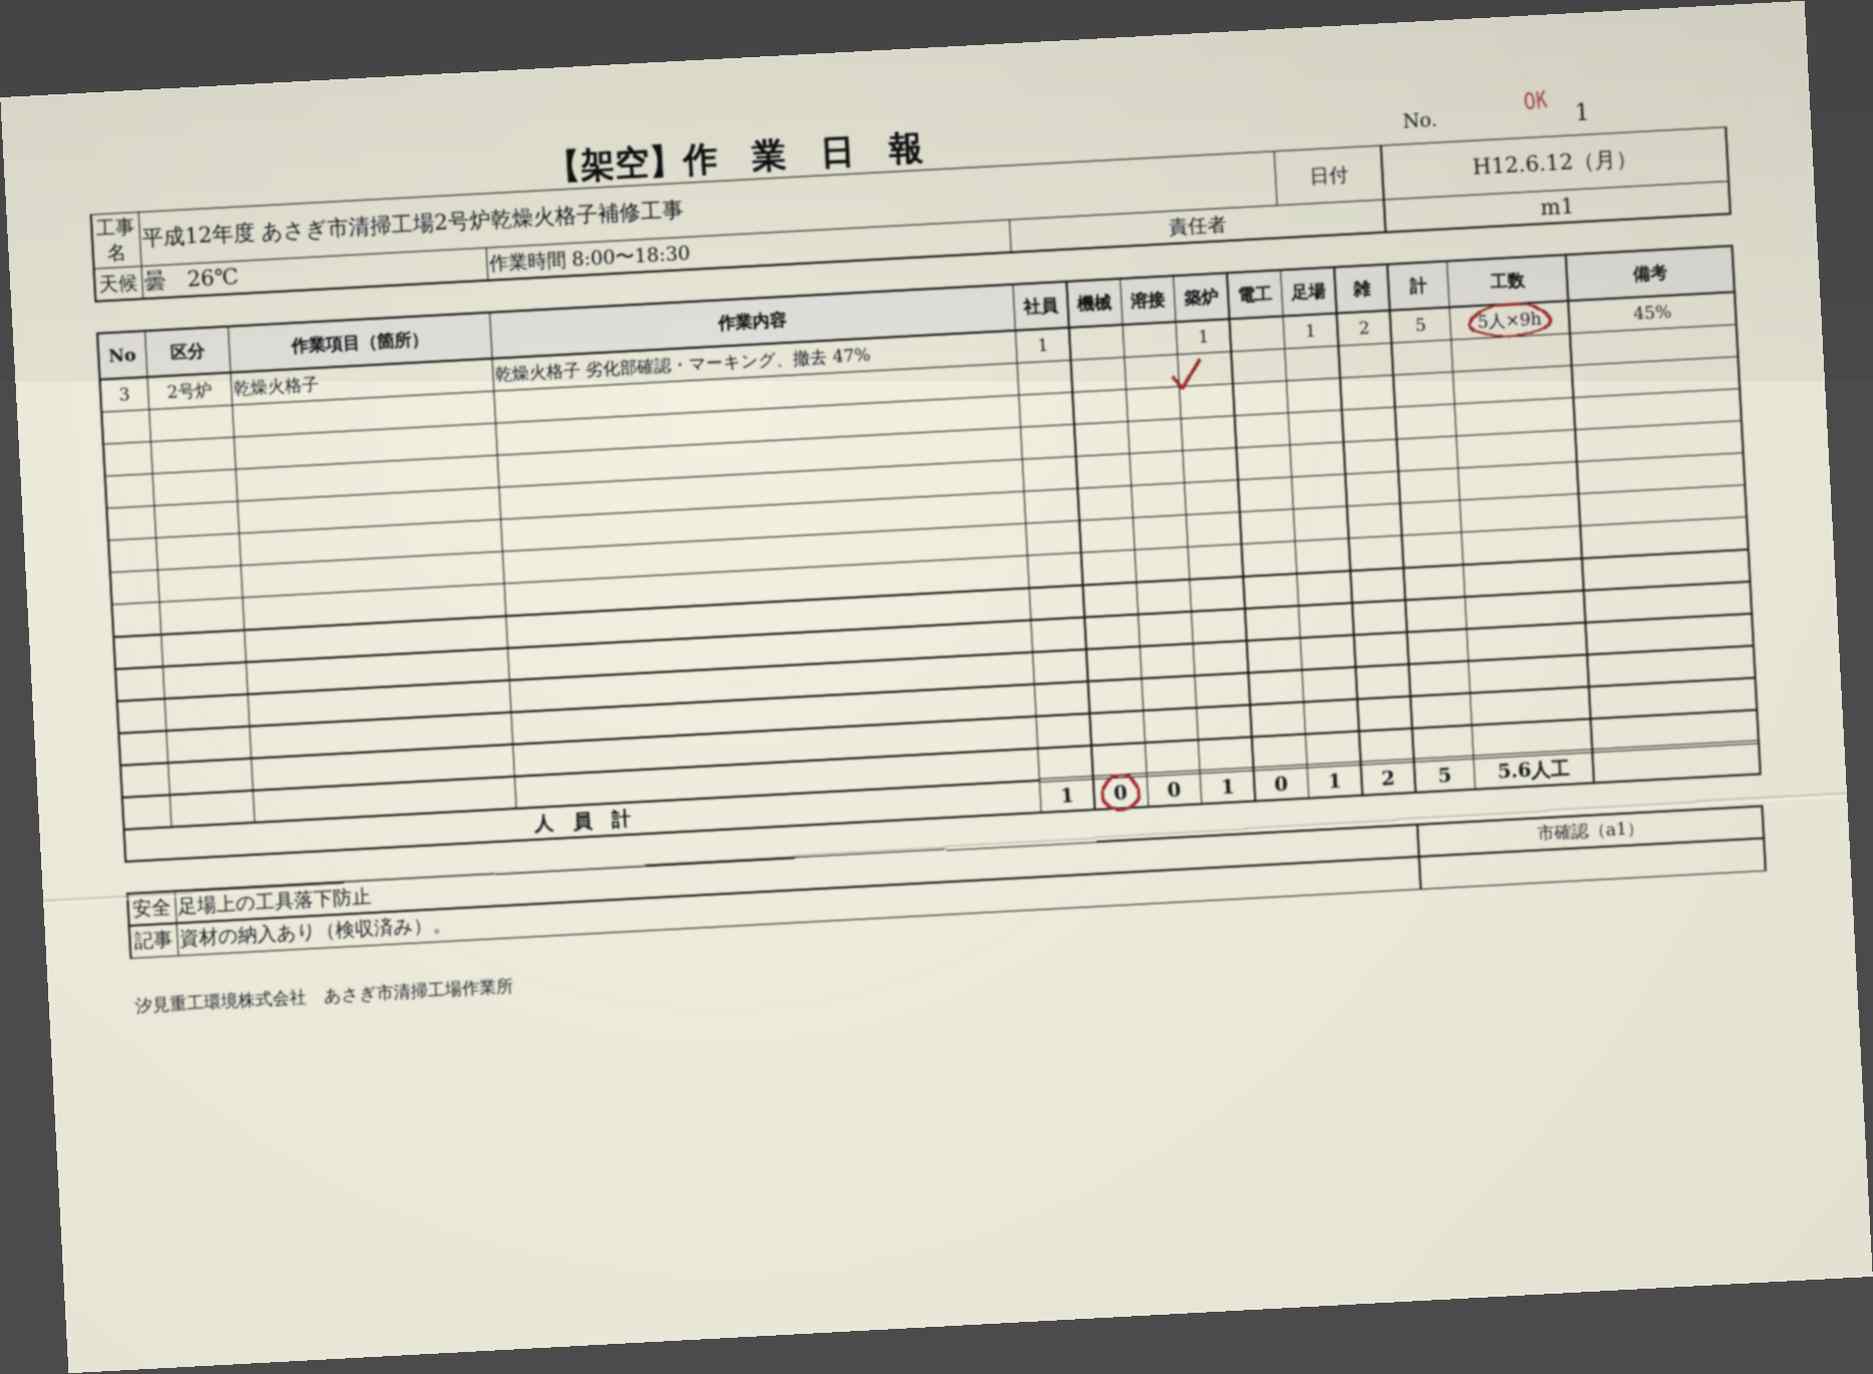 OK
No. 1
【架空】作 業 日 報
工事名 平成12年度 あさぎ市清掃工場2号炉乾燥火格子補修工事 日付 H12.6.12（月）
天候 曇 26℃ 作業時間 8:00〜18:30 責任者 m1
No 区分 作業項目（箇所） 作業内容 社員 機械 溶接 築炉 電工 足場 雑 計 工数 備考
3 2号炉 乾燥火格子 乾燥火格子 劣化部確認・マーキング、撤去 47% 1 1 1 2 5 5人×9h 45%
人 員 計 1 0 0 1 0 1 2 5 5.6人工
市確認（a1）
安全 足場上の工具落下防止
記事 資材の納入あり（検収済み）。
汐見重工環境株式会社 あさぎ市清掃工場作業所